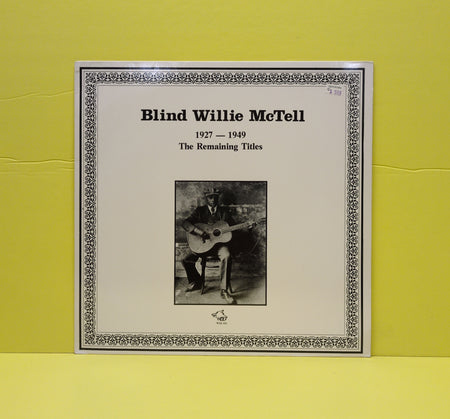 Blind Willie McTell
1927 — 1949
The Remaining Titles